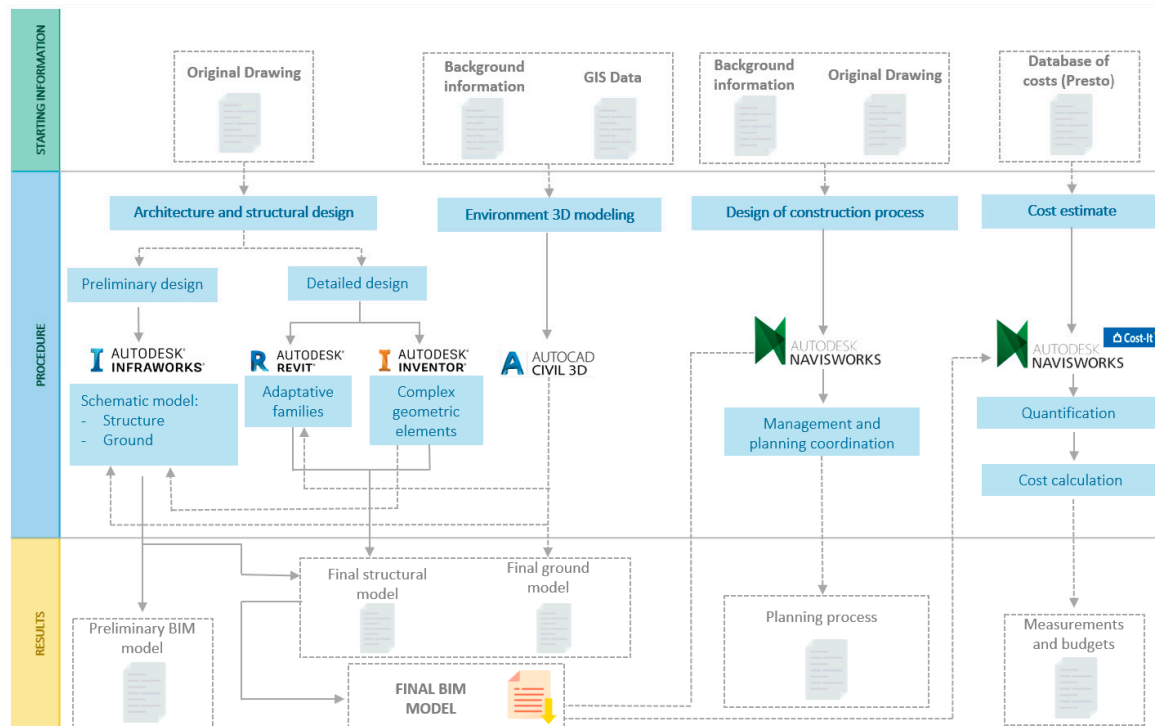 STARTING INFORMATION
Original Drawing
Background
information
GIS Data
Background
information
Original Drawing
Database of
costs (Presto)
PROCEDURE
Architecture and structural design
Environment 3D modeling
Design of construction process
Cost estimate
Preliminary design
Detailed design
I AUTODESK®
INFRAWORKS®
R AUTODESK®
REVIT®
I AUTODESK®
INVENTOR®
A AUTOCAD
CIVIL 3D
AUTODESK
NAVISWORKS
Cost-It
AUTODESK
NAVISWORKS
Schematic model:
- Structure
- Ground
Adaptative
families
Complex
geometric
elements
Management and
planning coordination
Quantification
Cost calculation
RESULTS
Final structural
model
Final ground
model
Preliminary BIM
model
Planning process
Measurements
and budgets
FINAL BIM
MODEL